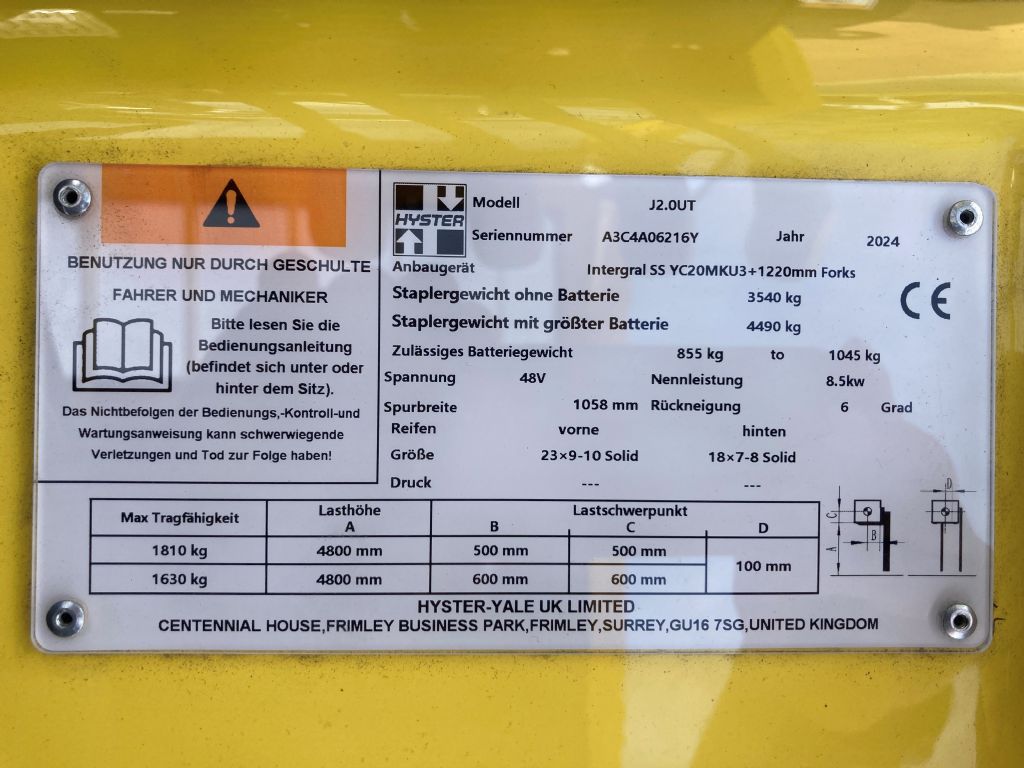 BENUTZUNG NUR DURCH GESCHULTE
FAHRER UND MECHANIKER
Bitte lesen Sie die
Bedienungsanleitung
(befindet sich unter oder
hinter dem Sitz).
Das Nichtbefolgen der Bedienungs,-Kontroll-und
Wartungsanweisung kann schwerwiegende
Verletzungen und Tod zur Folge haben!
HYSTER
Modell J2.0UT
Seriennummer A3C4A06216Y Jahr 2024
Anbaugerät Intergral SS YC20MKU3+1220mm Forks
Staplergewicht ohne Batterie 3540 kg
CE
Staplergewicht mit größter Batterie 4490 kg
Zulässiges Batteriegewicht 855 kg to 1045 kg
Spannung 48V Nennleistung 8.5kw
Spurbreite 1058 mm Rückneigung 6 Grad
Reifen vorne hinten
Größe 23×9-10 Solid 18×7-8 Solid
Druck --- ---
Max Tragfähigkeit Lasthöhe Lastschwerpunkt
A B C D
1810 kg 4800 mm 500 mm 500 mm 100 mm
1630 kg 4800 mm 600 mm 600 mm
C A B D
HYSTER-YALE UK LIMITED
CENTENNIAL HOUSE,FRIMLEY BUSINESS PARK,FRIMLEY,SURREY,GU16 7SG,UNITED KINGDOM